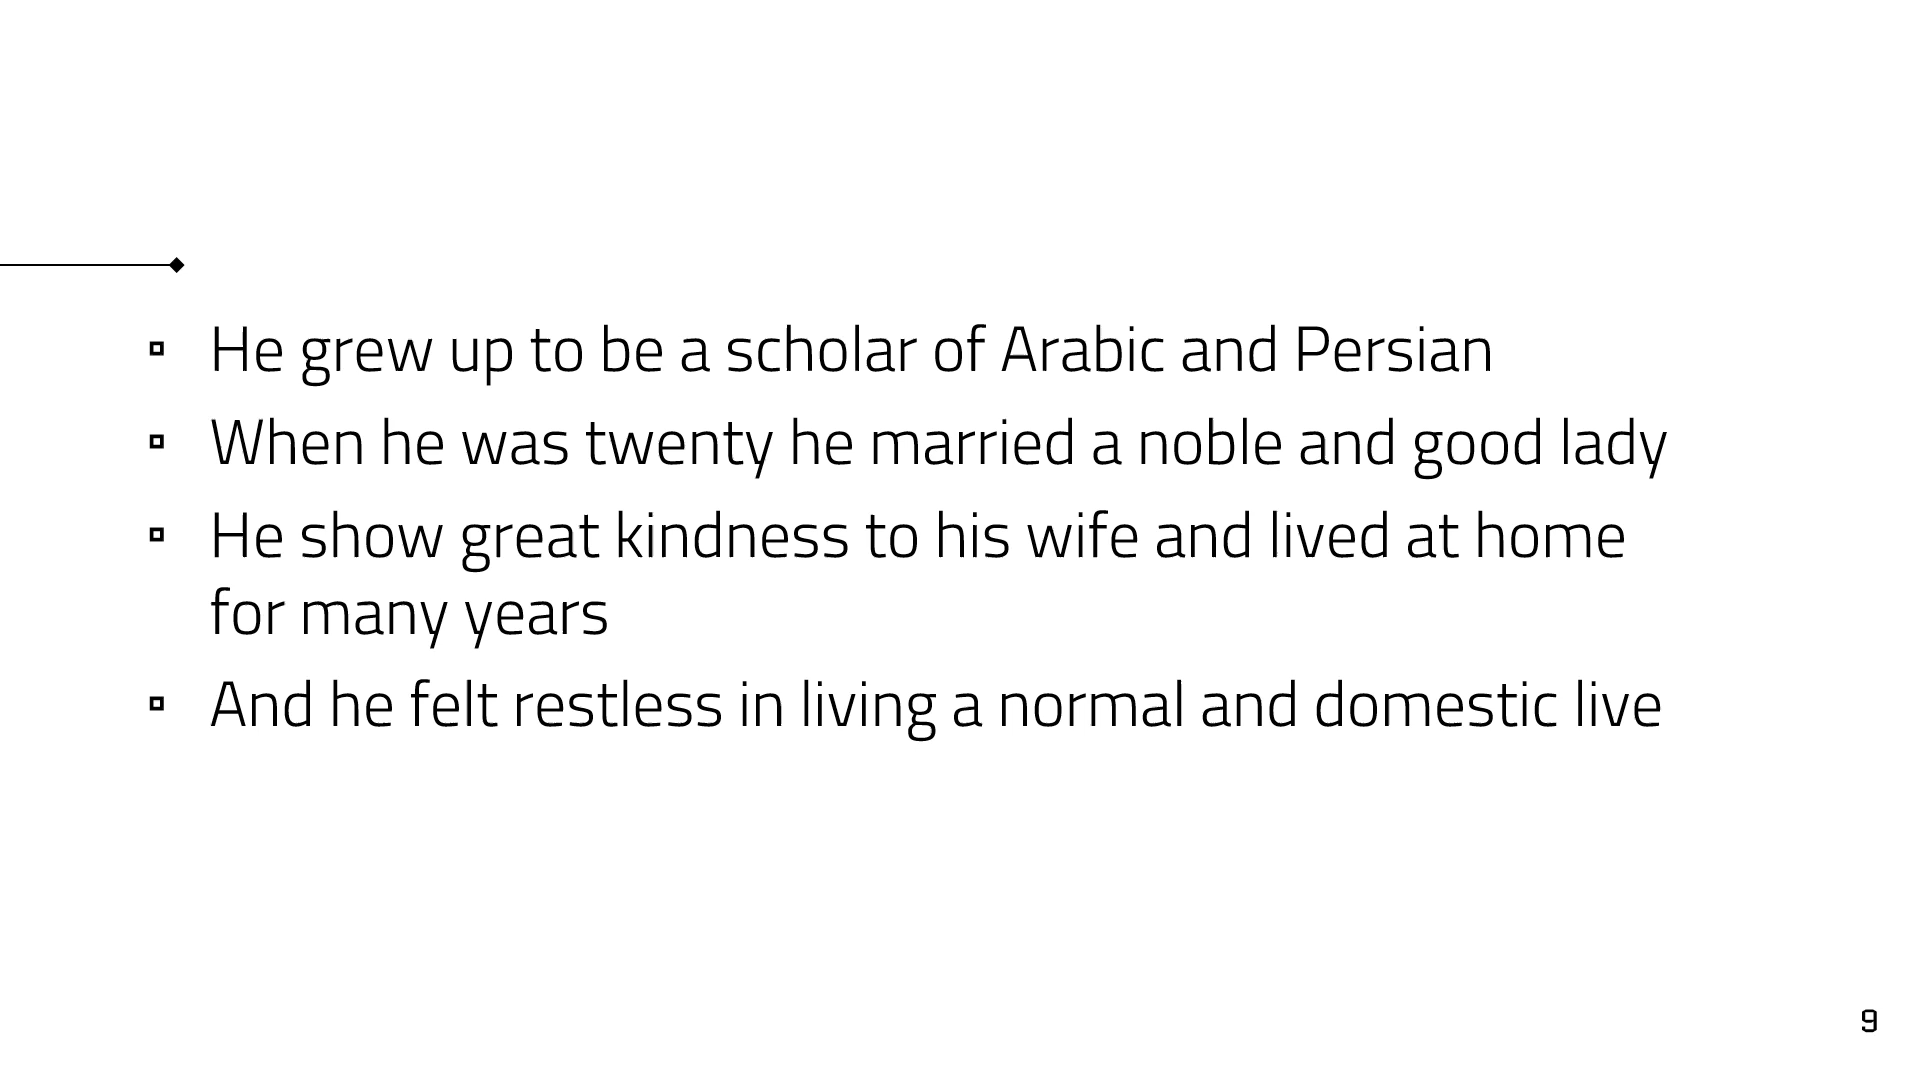 He grew up to be a scholar of Arabic and Persian
When he was twenty he married a noble and good lady
He show great kindness to his wife and lived at home
for many years
And he felt restless in living a normal and domestic live
9